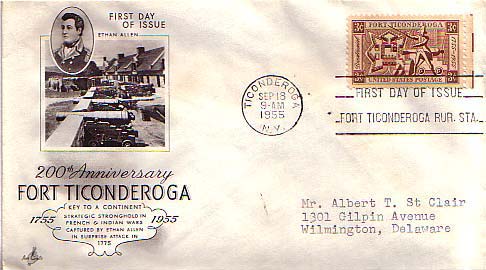 FIRST DAY
OF ISSUE
ETHAN ALLEN
200th Anniversary
FORT TICONDEROGA
KEY TO A CONTINENT
1755 1955
STRATEGIC STRONGHOLD IN
FRENCH & INDIAN WARS
CAPTURED BY ETHAN ALLEN
IN SURPRISE ATTACK IN
1775
TICONDEROGA
SEP 18
9-AM
1955
N.Y.
FORT TICONDEROGA
3¢ 3¢
1755-1955
UNITED STATES POSTAGE
FIRST DAY OF ISSUE
FORT TICONDEROGA RUR. STA.
Mr. Albert T. St Clair
1301 Gilpin Avenue
Wilmington, Delaware